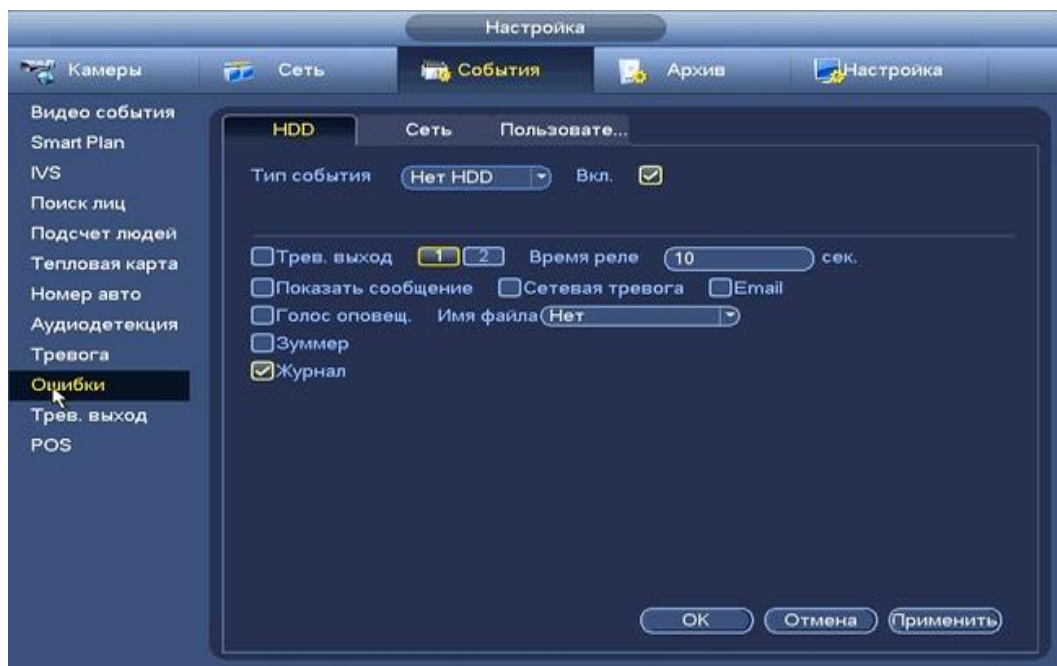 Настройка
Камеры Сеть События Архив Настройка
Видео события
Smart Plan
IVS
Поиск лиц
Подсчет людей
Тепловая карта
Номер авто
Аудиодетекция
Тревога
Ошибки
Трев. выход
POS
HDD Сеть Пользовате...
Тип события Нет HDD Вкл.
Трев. выход 1 2 Время реле 10 сек.
Показать сообщение Сетевая тревога Email
Голос оповещ. Имя файла Нет
Зуммер
Журнал
OK Отмена Применить